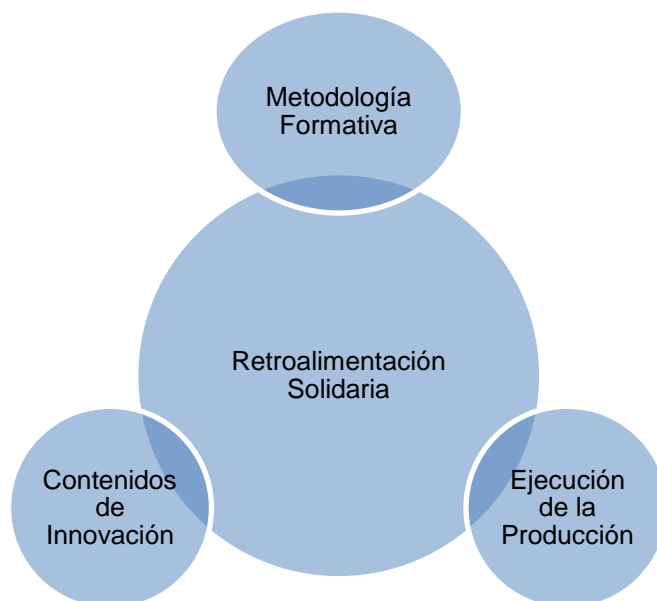 Metodología
Formativa
Retroalimentación
Solidaria
Contenidos
de
Innovación
Ejecución
de la
Producción